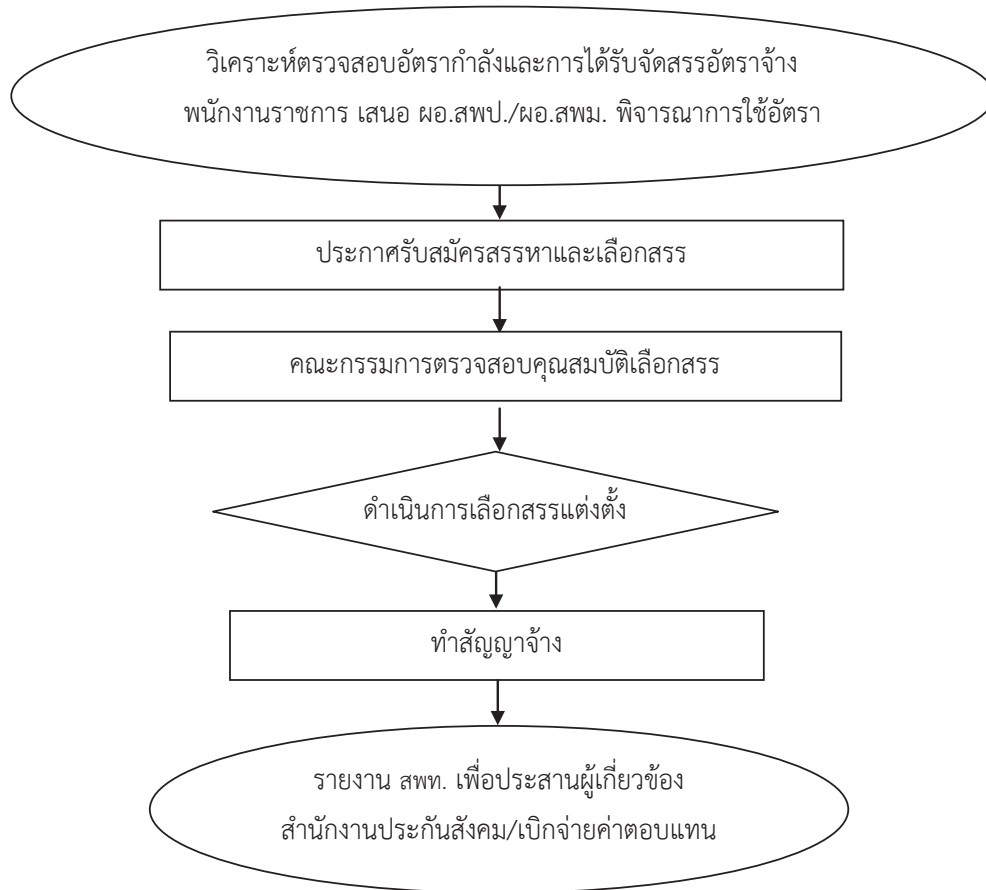 วิเคราะห์ตรวจสอบอัตรากำลังและการได้รับจัดสรรอัตราจ้าง
พนักงานราชการ เสนอ ผอ.สพป./ผอ.สพม. พิจารณาการใช้อัตรา
ประกาศรับสมัครสรรหาและเลือกสรร
คณะกรรมการตรวจสอบคุณสมบัติเลือกสรร
ดำเนินการเลือกสรรแต่งตั้ง
ทำสัญญาจ้าง
รายงาน สพท. เพื่อประสานผู้เกี่ยวข้อง
สำนักงานประกันสังคม/เบิกจ่ายค่าตอบแทน